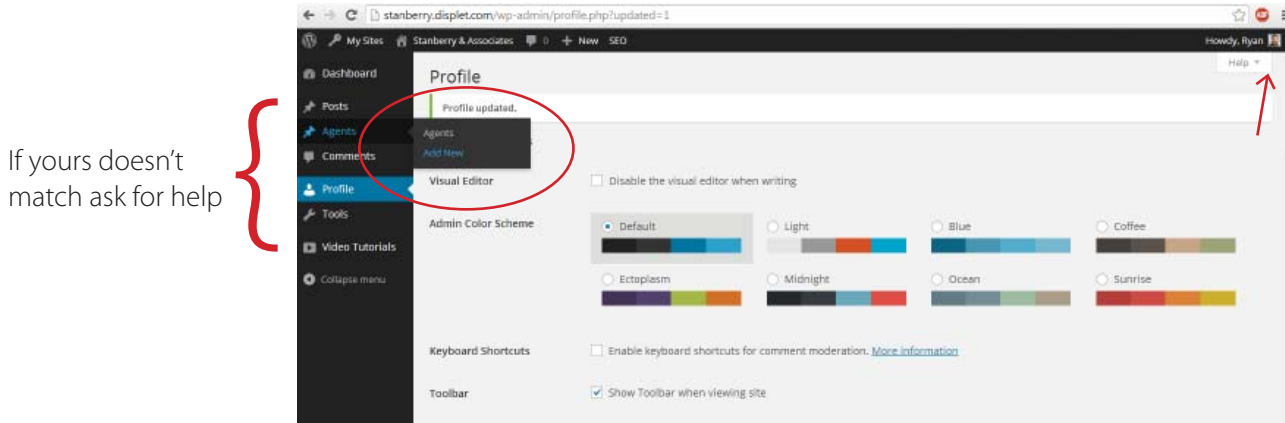 stanberry.displet.com/wp-admin/profile.php?updated=1
My Sites Stanberry & Associates 0 + New SEO
Howdy, Ryan
Help
Dashboard
Posts
Agents
Comments
Profile
Tools
Video Tutorials
Collapse menu
If yours doesn't
match ask for help
Profile
Profile updated.
Agents
Add New
Visual Editor Disable the visual editor when writing
Admin Color Scheme
Default Light Blue Coffee
Ectoplasm Midnight Ocean Sunrise
Keyboard Shortcuts Enable keyboard shortcuts for comment moderation. More information
Toolbar Show Toolbar when viewing site